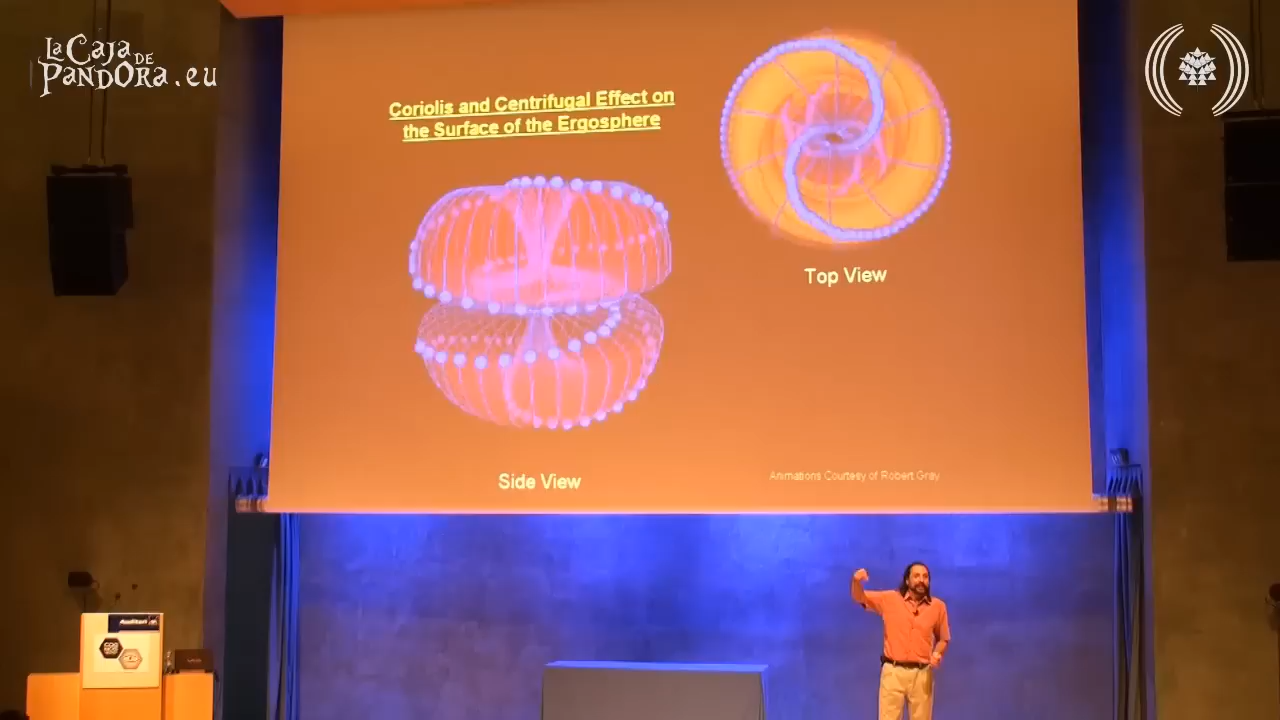 La Caja
de
Pandora.eu
Coriolis and Centrifugal Effect on
the Surface of the Ergosphere
Top View
Side View
Animations Courtesy of Robert Gray